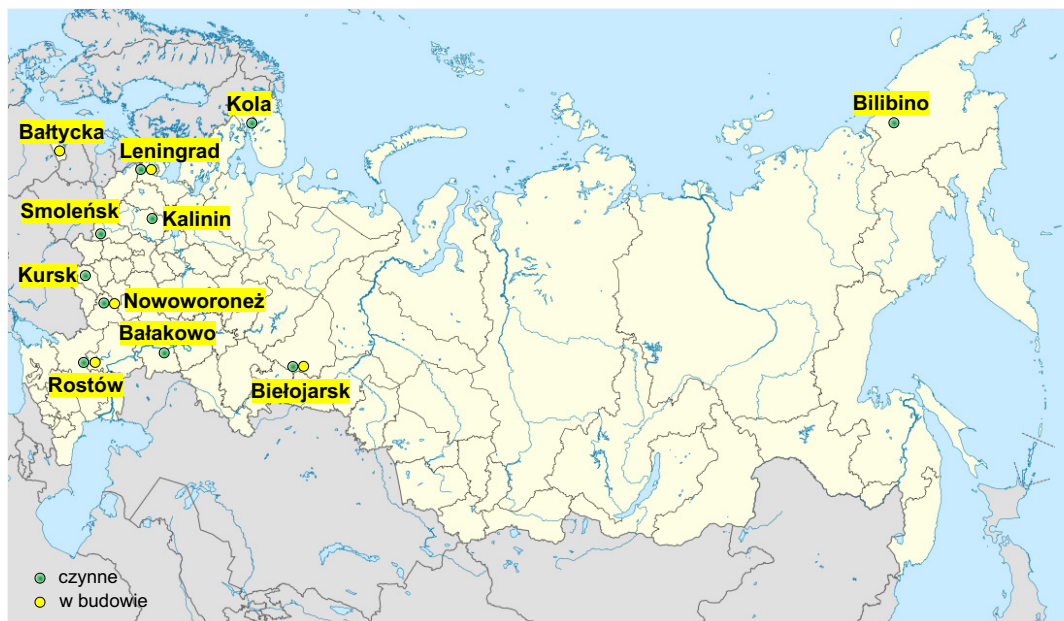 Kola
Bilibino
Bałtycka
Leningrad
Smoleńsk
Kalinin
Kursk
Nowoworoneż
Bałakowo
Rostów
Biełojarsk
czynne
w budowie